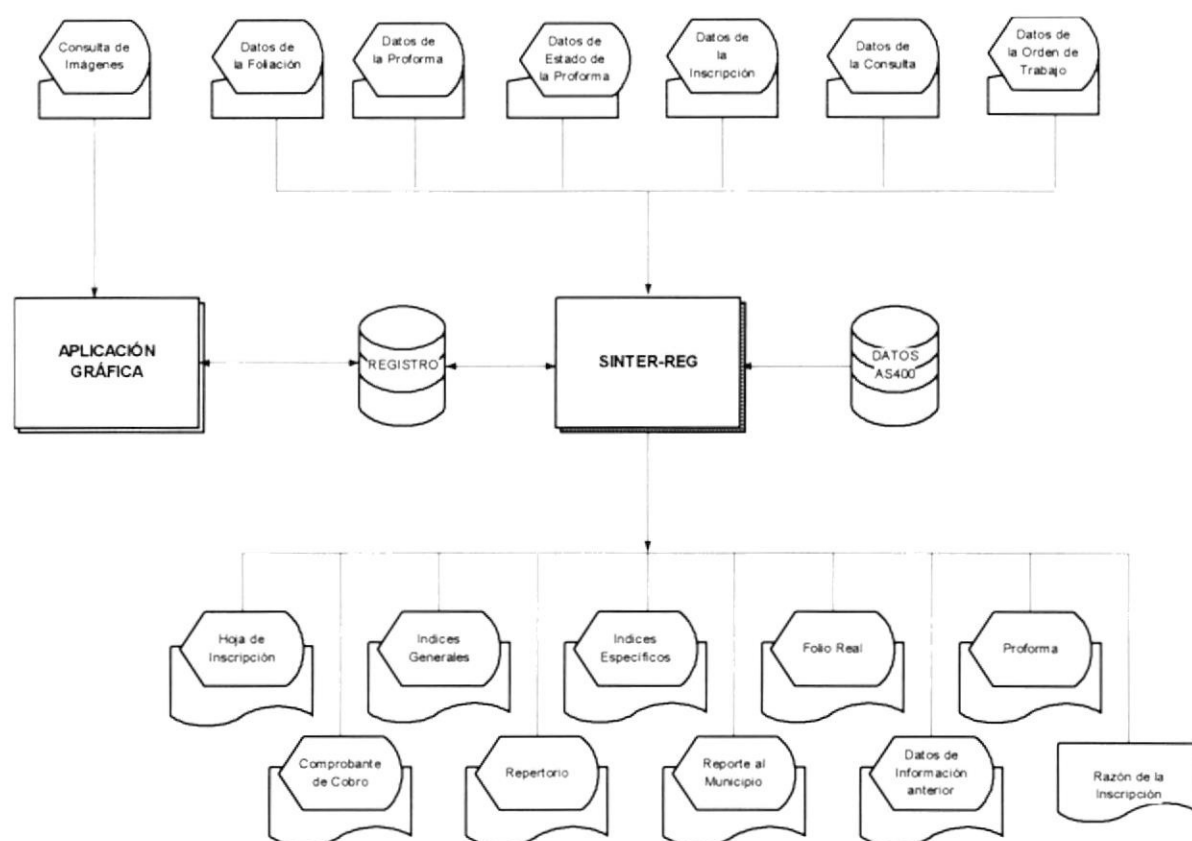 Consulta de
Imágenes
Datos de
la Foliación
Datos de
la Proforma
Datos de
Estado de
la Proforma
Datos de
la
Inscripción
Datos de
la Consulta
Datos de
la Orden de
Trabajo
APLICACIÓN
GRÁFICA
REGISTRO
SINTER-REG
DATOS
AS400
Hoja de
Inscripción
Indices
Generales
Indices
Específicos
Folio Real
Proforma
Comprobante
de Cobro
Repertorio
Reporte al
Municipio
Datos de
Información
anterior
Razón de la
Inscripción